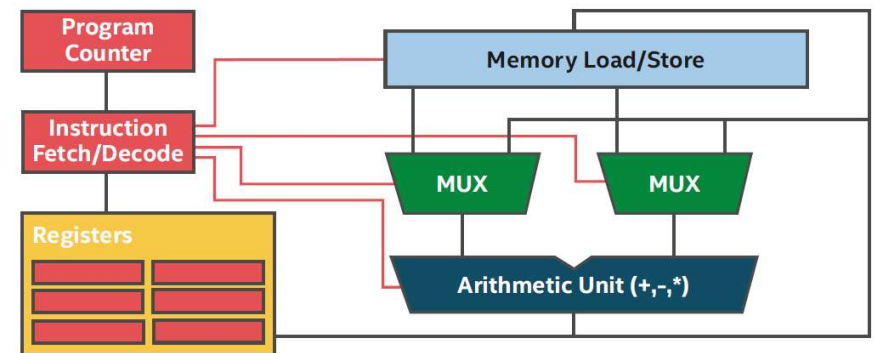 Program
Counter
Memory Load/Store
Instruction
Fetch/Decode
MUX
MUX
Registers
Arithmetic Unit (+,-,*)